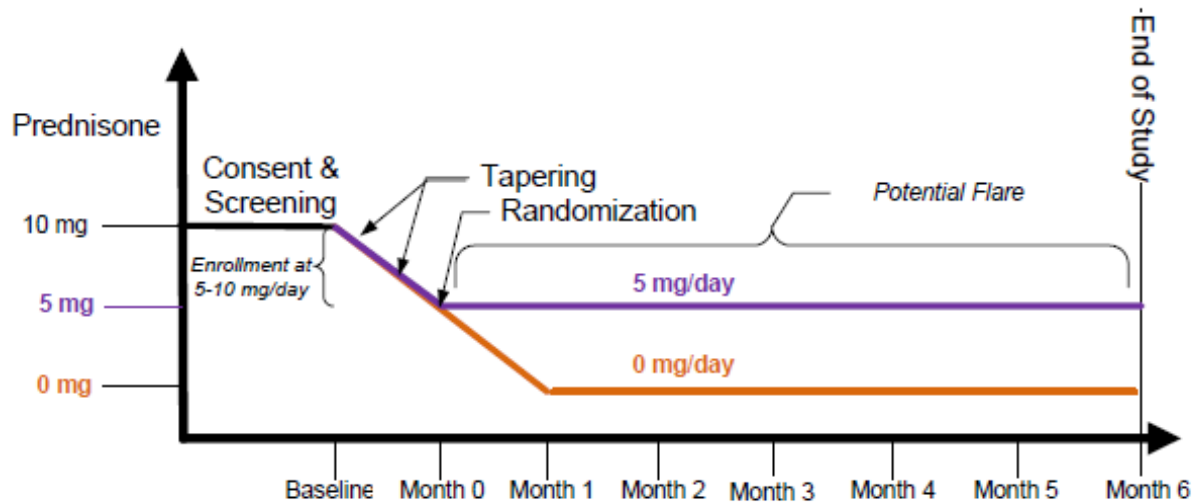 Prednisone
Consent &
Screening
Tapering
Randomization
Potential Flare
-End of Study
10 mg
Enrollment at
5-10 mg/day
5 mg
5 mg/day
0 mg/day
0 mg
Baseline Month 0 Month 1 Month 2 Month 3 Month 4 Month 5 Month 6